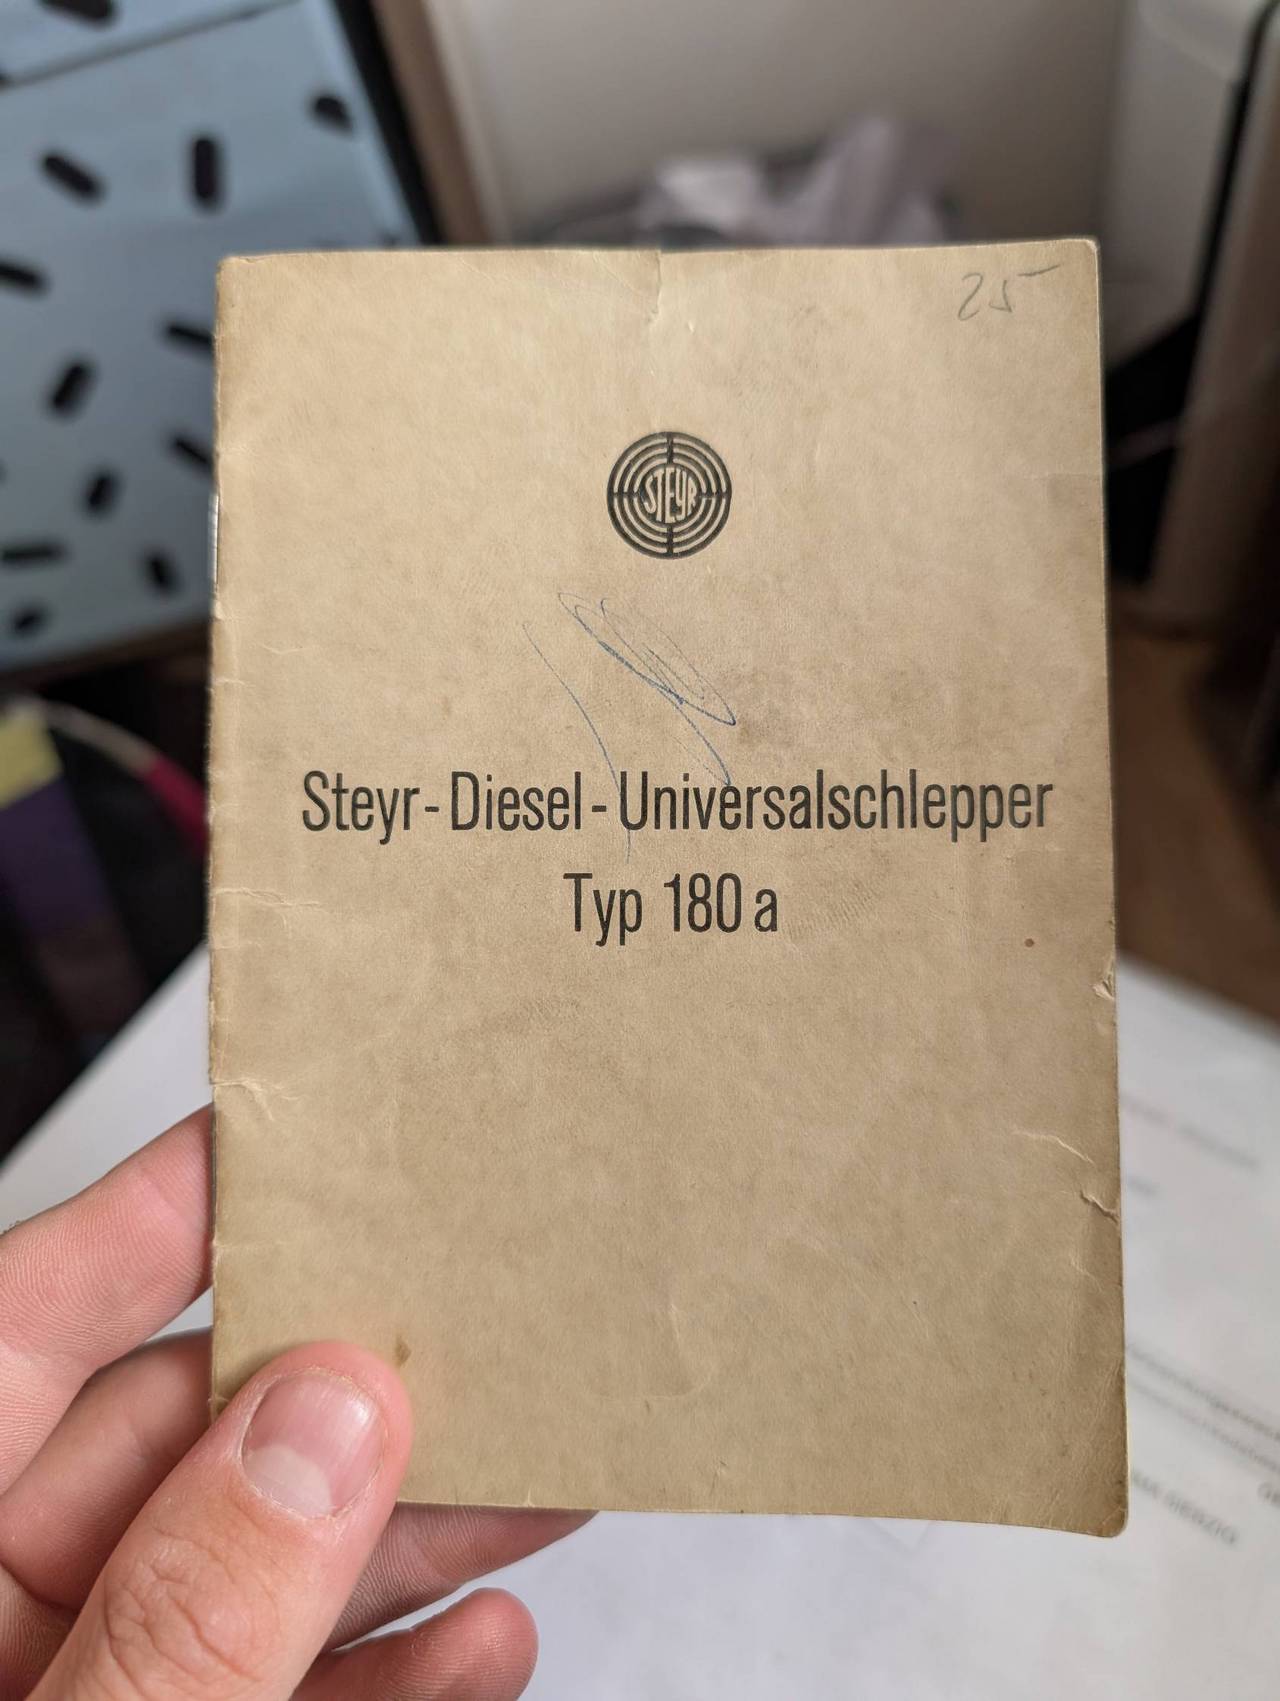 25
STEYR
Steyr-Diesel-Universalschlepper
Typ 180 a